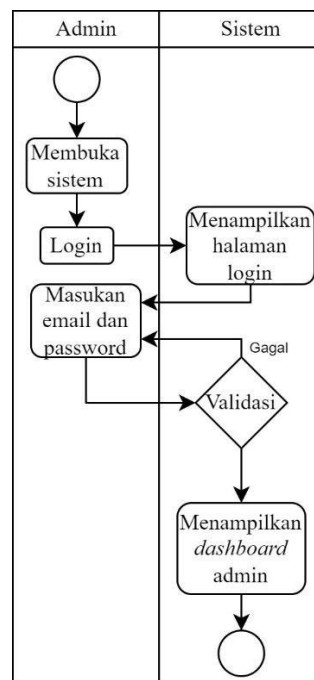 Admin
Sistem
Membuka
sistem
Login
Menampilkan
halaman
login
Masukan
email dan
password
Gagal
Validasi
Menampilkan
dashboard
admin